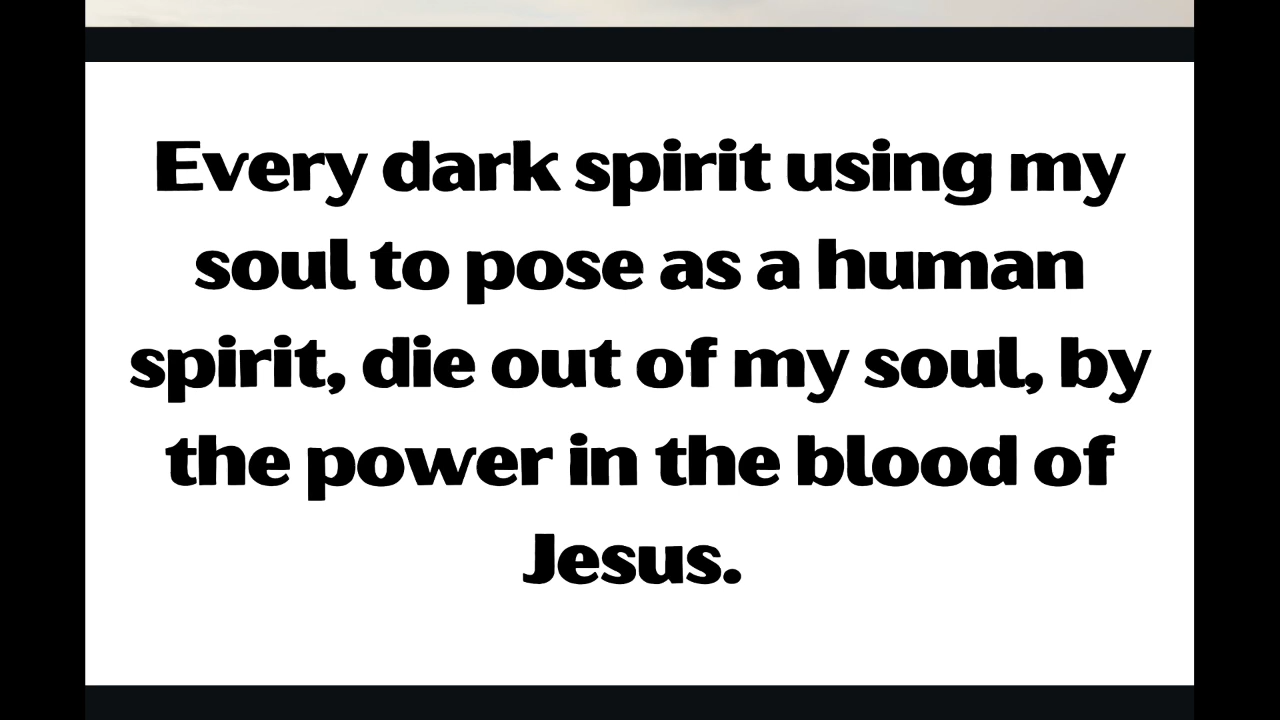 Every dark spirit using my
soul to pose as a human
spirit, die out of my soul, by
the power in the blood of
Jesus.